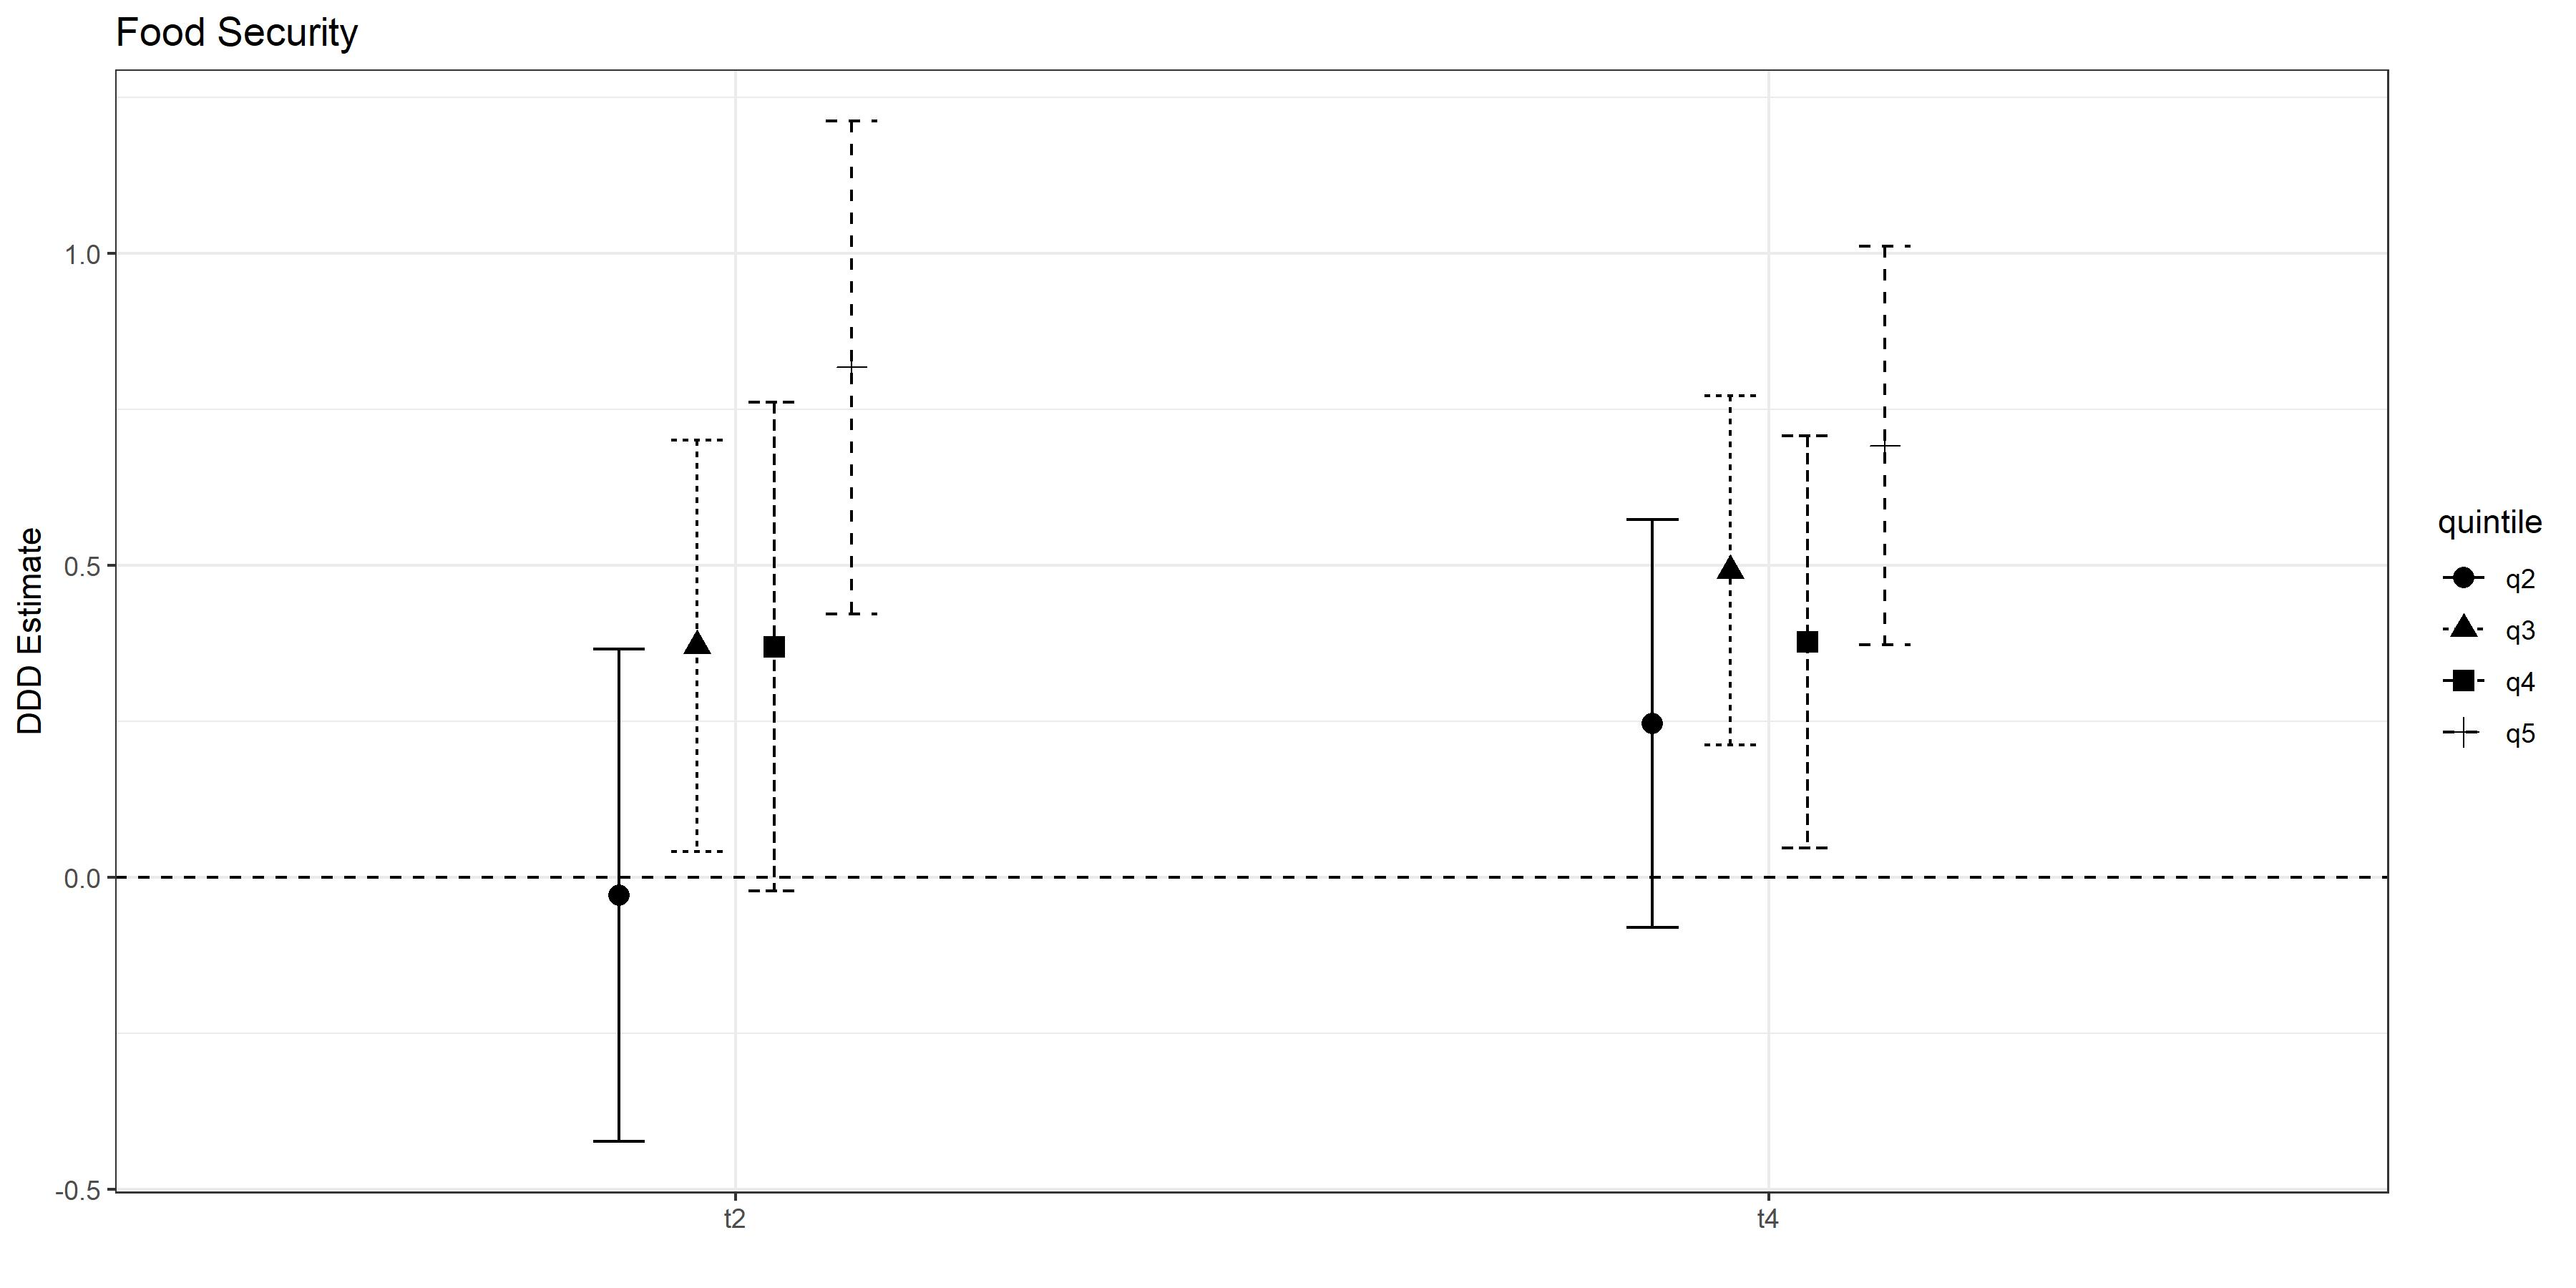 Food Security
DDD Estimate
1.0
0.5
0.0
-0.5
t2
t4
quintile
q2
q3
q4
q5